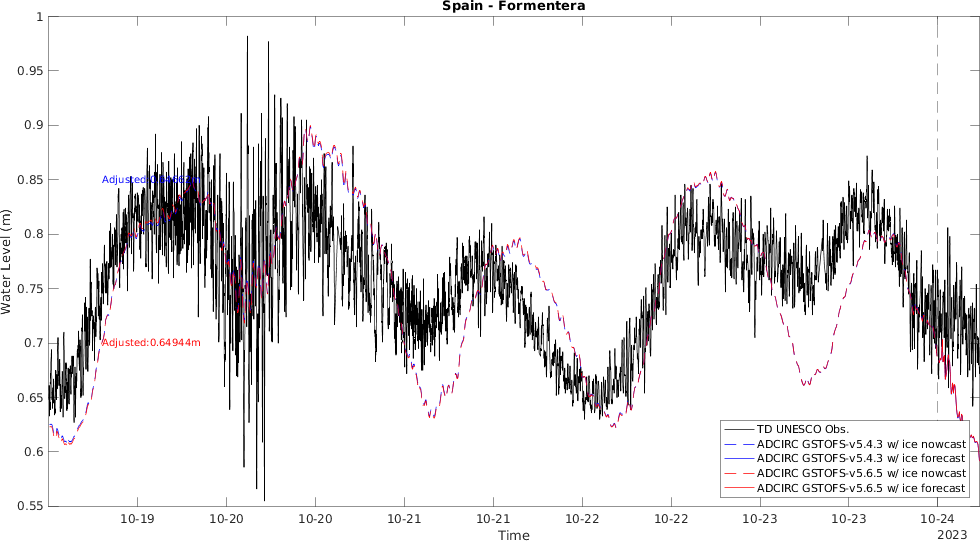 Spain - Formentera
1
0.95
0.9
0.85
0.8
0.75
0.7
0.65
0.6
0.55
Water Level (m)
Adjusted:
Adjusted:0.64944m
TD UNESCO Obs.
ADCIRC GSTOFS-v5.4.3 w/ ice nowcast
ADCIRC GSTOFS-v5.4.3 w/ ice forecast
ADCIRC GSTOFS-v5.6.5 w/ ice nowcast
ADCIRC GSTOFS-v5.6.5 w/ ice forecast
10-19 10-20 10-20 10-21 10-21 10-22 10-22 10-23 10-23 10-24
2023
Time